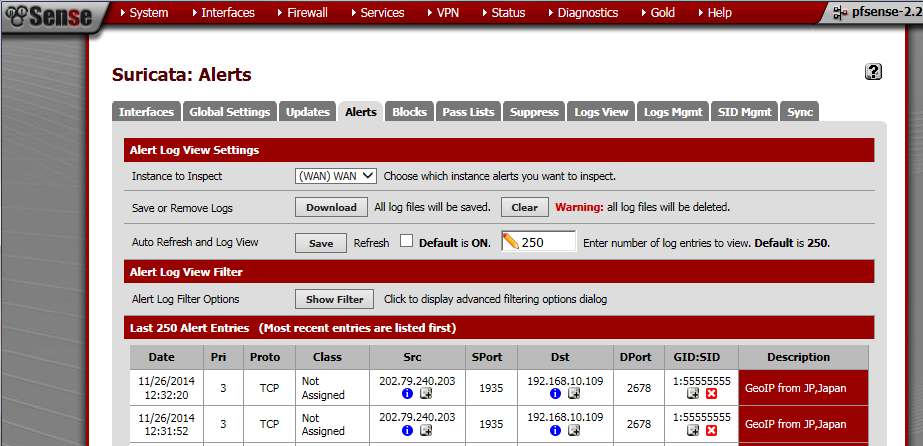 Sense
System Interfaces Firewall Services VPN Status Diagnostics Gold Help
pfsense-2.2
Suricata: Alerts
?
Interfaces Global Settings Updates Alerts Blocks Pass Lists Suppress Logs View Logs Mgmt SID Mgmt Sync
Alert Log View Settings
Instance to Inspect (WAN) WAN Choose which instance alerts you want to inspect.
Save or Remove Logs Download All log files will be saved. Clear Warning: all log files will be deleted.
Auto Refresh and Log View Save Refresh Default is ON. 250 Enter number of log entries to view. Default is 250.
Alert Log View Filter
Alert Log Filter Options Show Filter Click to display advanced filtering options dialog
Last 250 Alert Entries (Most recent entries are listed first)
Date Pri Proto Class Src SPort Dst DPort GID:SID Description
11/26/2014 12:32:20 3 TCP Not Assigned 202.79.240.203 1935 192.168.10.109 2678 1:55555555 GeoIP from JP,Japan
11/26/2014 12:31:52 3 TCP Not Assigned 202.79.240.203 1935 192.168.10.109 2678 1:55555555 GeoIP from JP,Japan